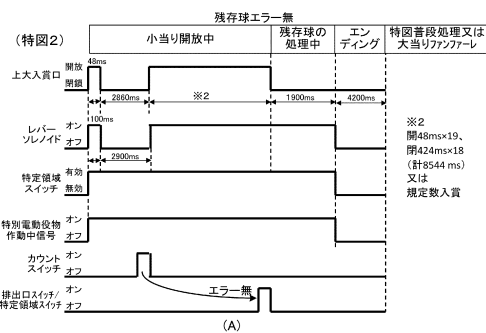 残存球エラー無
(特図2)
小当り開放中
残存球の
処理中
エン
ディング
特図普段処理又は
大当りファンファーレ
上大入賞口
開放
閉鎖
48ms
2860ms
※2
1900ms
4200ms
レバー
ソレノイド
オン
オフ
100ms
2900ms
※2
開48ms×19、
閉424ms×18
(計8544 ms)
又は
規定数入賞
特定領域
スイッチ
有効
無効
特別電動役物
作動中信号
オン
オフ
カウント
スイッチ
オン
オフ
エラー無
排出口スイッチ/
特定領域スイッチ
オン
オフ
(A)